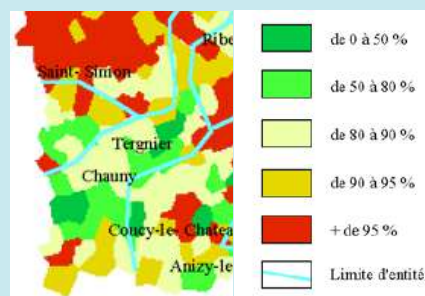 Ribe
Saint- Simon
Tergnier
Chauny
Coucy-le- Chateau
Anizy-le
de 0 à 50 %
de 50 à 80 %
de 80 à 90 %
de 90 à 95 %
+ de 95 %
Limite d'entité